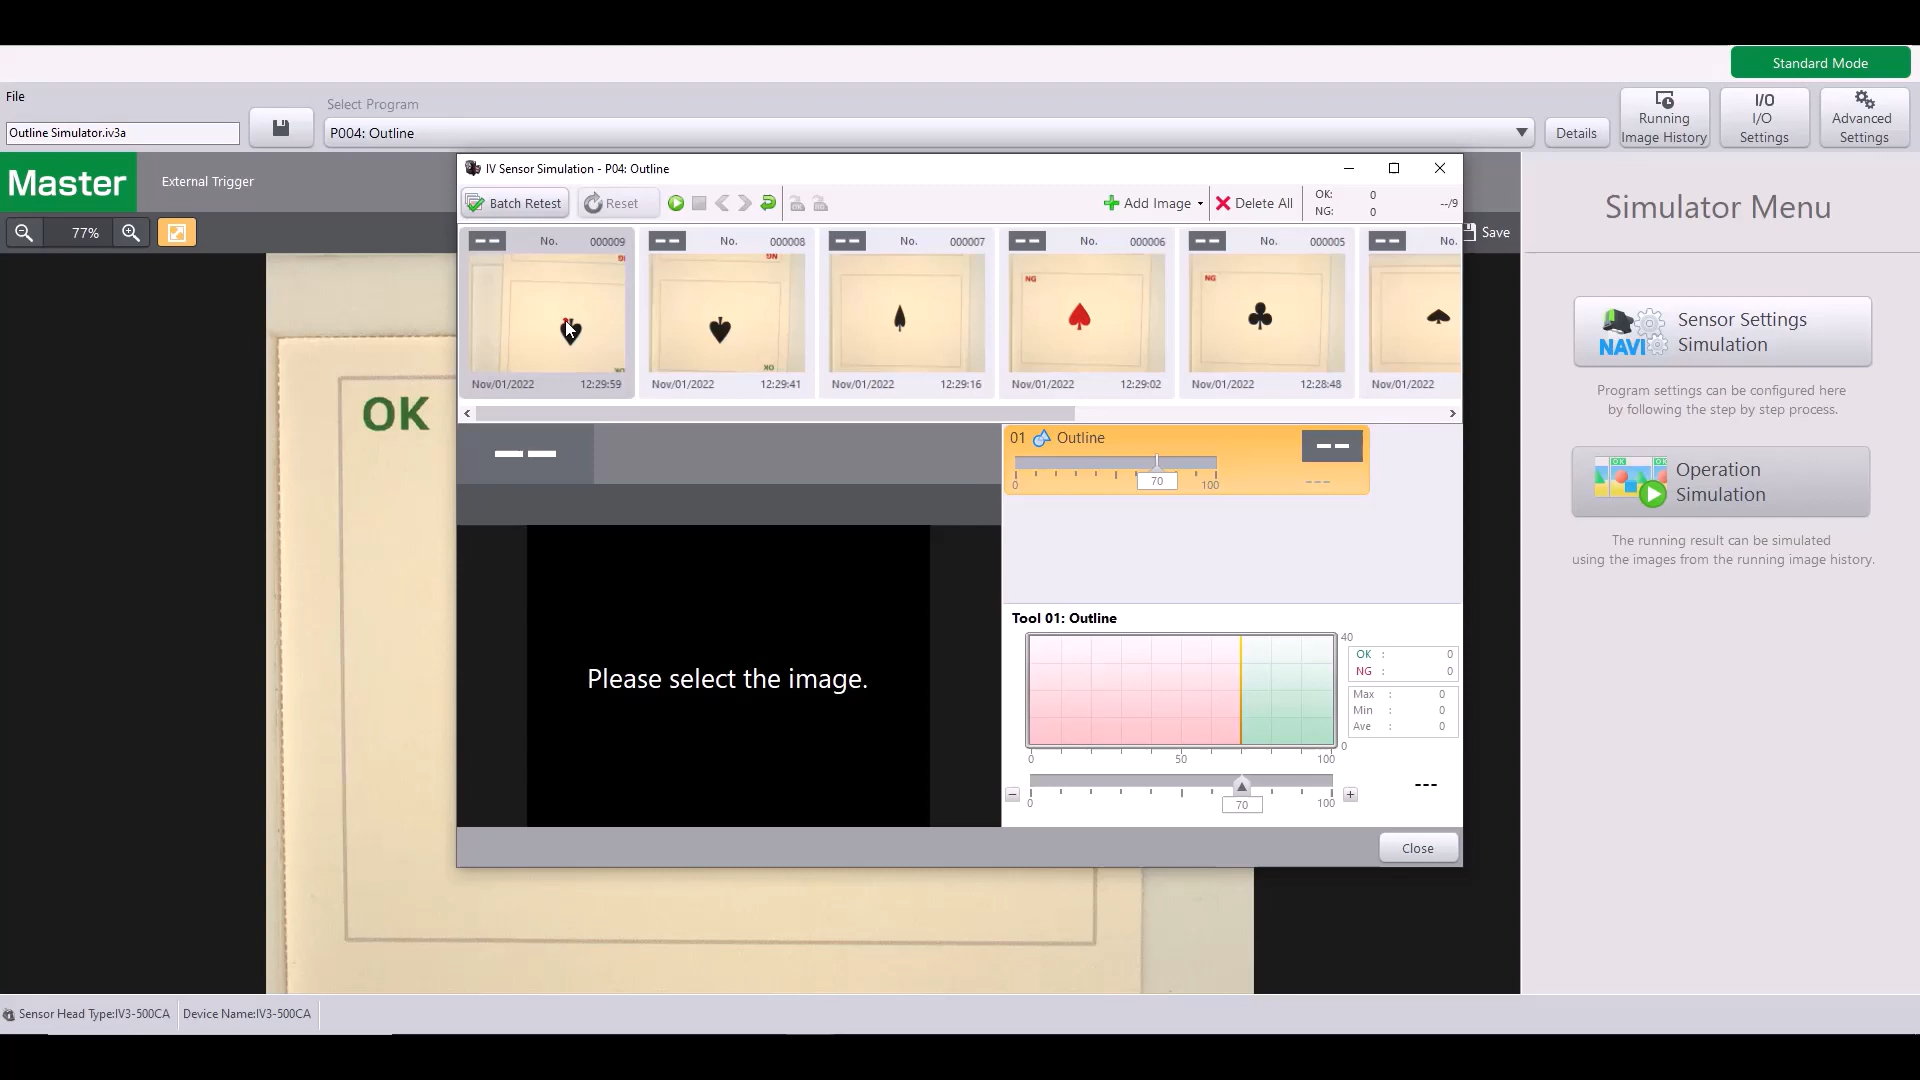 Standard Mode
File
Outline Simulator.iv3a
Select Program
P004: Outline
Details
Running
Image History
I/O
I/O
Settings
Advanced
Settings
Master
External Trigger
77%
Save
IV Sensor Simulation - P04: Outline
Batch Retest
Reset
Add Image
Delete All
OK: 0
NG: 0
--/9
-- No. 000009
-- No. 000008
-- No. 000007
-- No. 000006
-- No. 000005
-- No.
NG
NG
NG
OK
Nov/01/2022 12:29:59
Nov/01/2022 12:29:41
Nov/01/2022 12:29:16
Nov/01/2022 12:29:02
Nov/01/2022 12:28:48
Nov/01/2022
OK
-- 
01 Outline
--
0 70 100
---
Please select the image.
Tool 01: Outline
40
OK : 0
NG : 0
Max : 0
Min : 0
Ave : 0
0
0 50 100
0 70 100
---
Close
Simulator Menu
NAVI
Sensor Settings
Simulation
Program settings can be configured here
by following the step by step process.
Operation
Simulation
The running result can be simulated
using the images from the running image history.
Sensor Head Type:IV3-500CA
Device Name:IV3-500CA